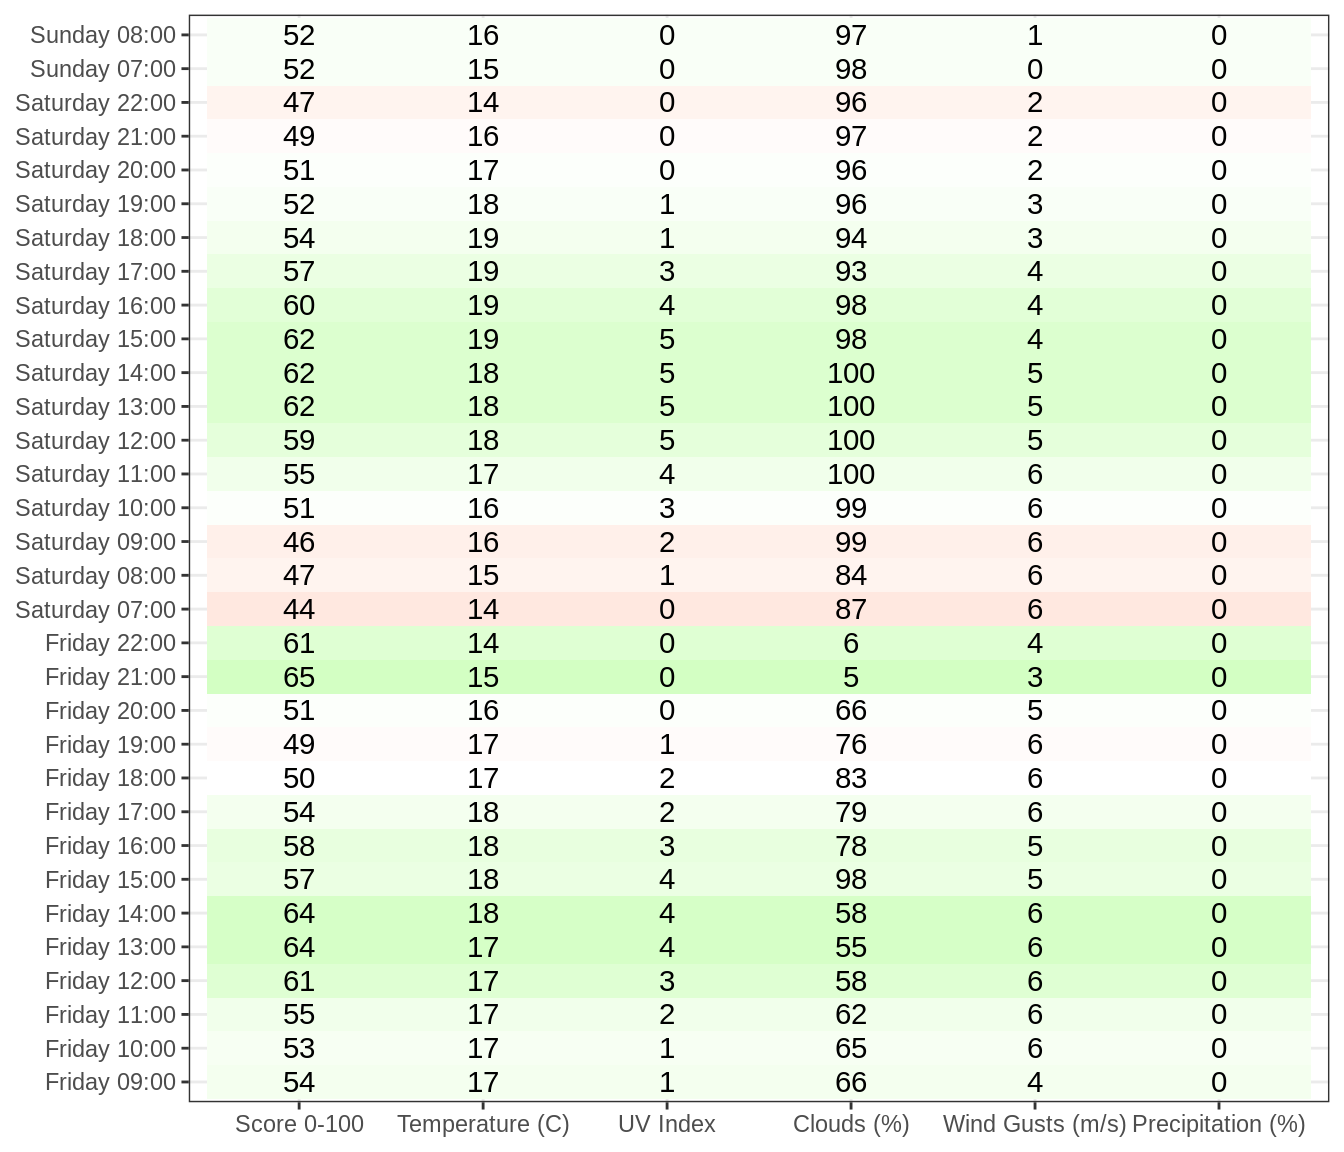 Sunday 08:00 52 16 0 97 1 0
Sunday 07:00 52 15 0 98 0 0
Saturday 22:00 47 14 0 96 2 0
Saturday 21:00 49 16 0 97 2 0
Saturday 20:00 51 17 0 96 2 0
Saturday 19:00 52 18 1 96 3 0
Saturday 18:00 54 19 1 94 3 0
Saturday 17:00 57 19 3 93 4 0
Saturday 16:00 60 19 4 98 4 0
Saturday 15:00 62 19 5 98 4 0
Saturday 14:00 62 18 5 100 5 0
Saturday 13:00 62 18 5 100 5 0
Saturday 12:00 59 18 5 100 5 0
Saturday 11:00 55 17 4 100 6 0
Saturday 10:00 51 16 3 99 6 0
Saturday 09:00 46 16 2 99 6 0
Saturday 08:00 47 15 1 84 6 0
Saturday 07:00 44 14 0 87 6 0
Friday 22:00 61 14 0 6 4 0
Friday 21:00 65 15 0 5 3 0
Friday 20:00 51 16 0 66 5 0
Friday 19:00 49 17 1 76 6 0
Friday 18:00 50 17 2 83 6 0
Friday 17:00 54 18 2 79 6 0
Friday 16:00 58 18 3 78 5 0
Friday 15:00 57 18 4 98 5 0
Friday 14:00 64 18 4 58 6 0
Friday 13:00 64 17 4 55 6 0
Friday 12:00 61 17 3 58 6 0
Friday 11:00 55 17 2 62 6 0
Friday 10:00 53 17 1 65 6 0
Friday 09:00 54 17 1 66 4 0
Score 0-100 Temperature (C) UV Index Clouds (%) Wind Gusts (m/s) Precipitation (%)